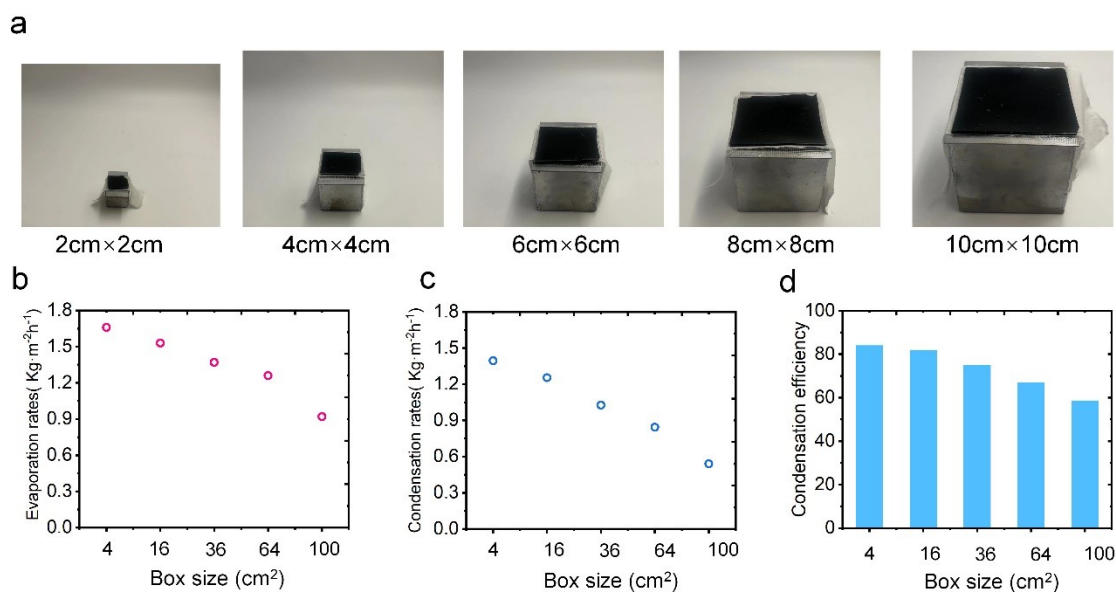 a
2cm×2cm
4cm×4cm
6cm×6cm
8cm×8cm
10cm×10cm
b
Evaporation rates( Kg·m⁻²h⁻¹)
1.8
1.5
1.2
0.9
0.6
0.3
0.0
4 16 36 64 100
Box size (cm²)
c
Condensation rates( Kg·m⁻²h⁻¹)
1.8
1.5
1.2
0.9
0.6
0.3
0.0
4 16 36 64 100
Box size (cm²)
d
Condensation efficiency
100
80
60
40
20
0
4 16 36 64 100
Box size (cm²)